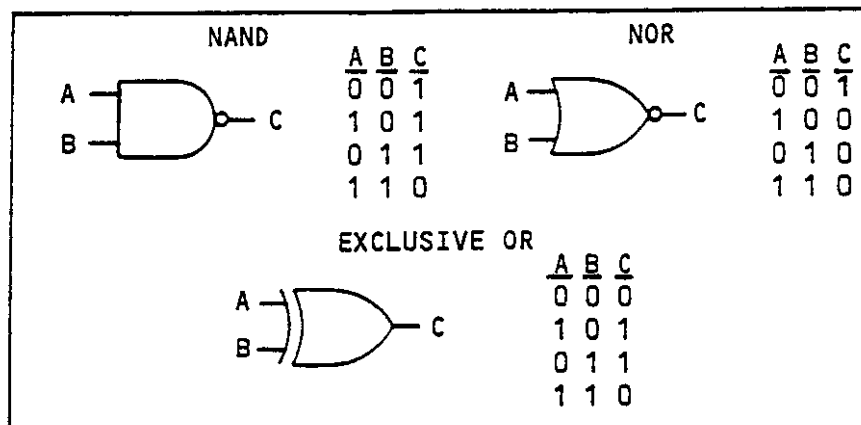 NAND
A B C
0 0 1
1 0 1
0 1 1
1 1 0
A
B
C
NOR
A B C
0 0 1
1 0 0
0 1 0
1 1 0
A
B
C
EXCLUSIVE OR
A B C
0 0 0
1 0 1
0 1 1
1 1 0
A
B
C